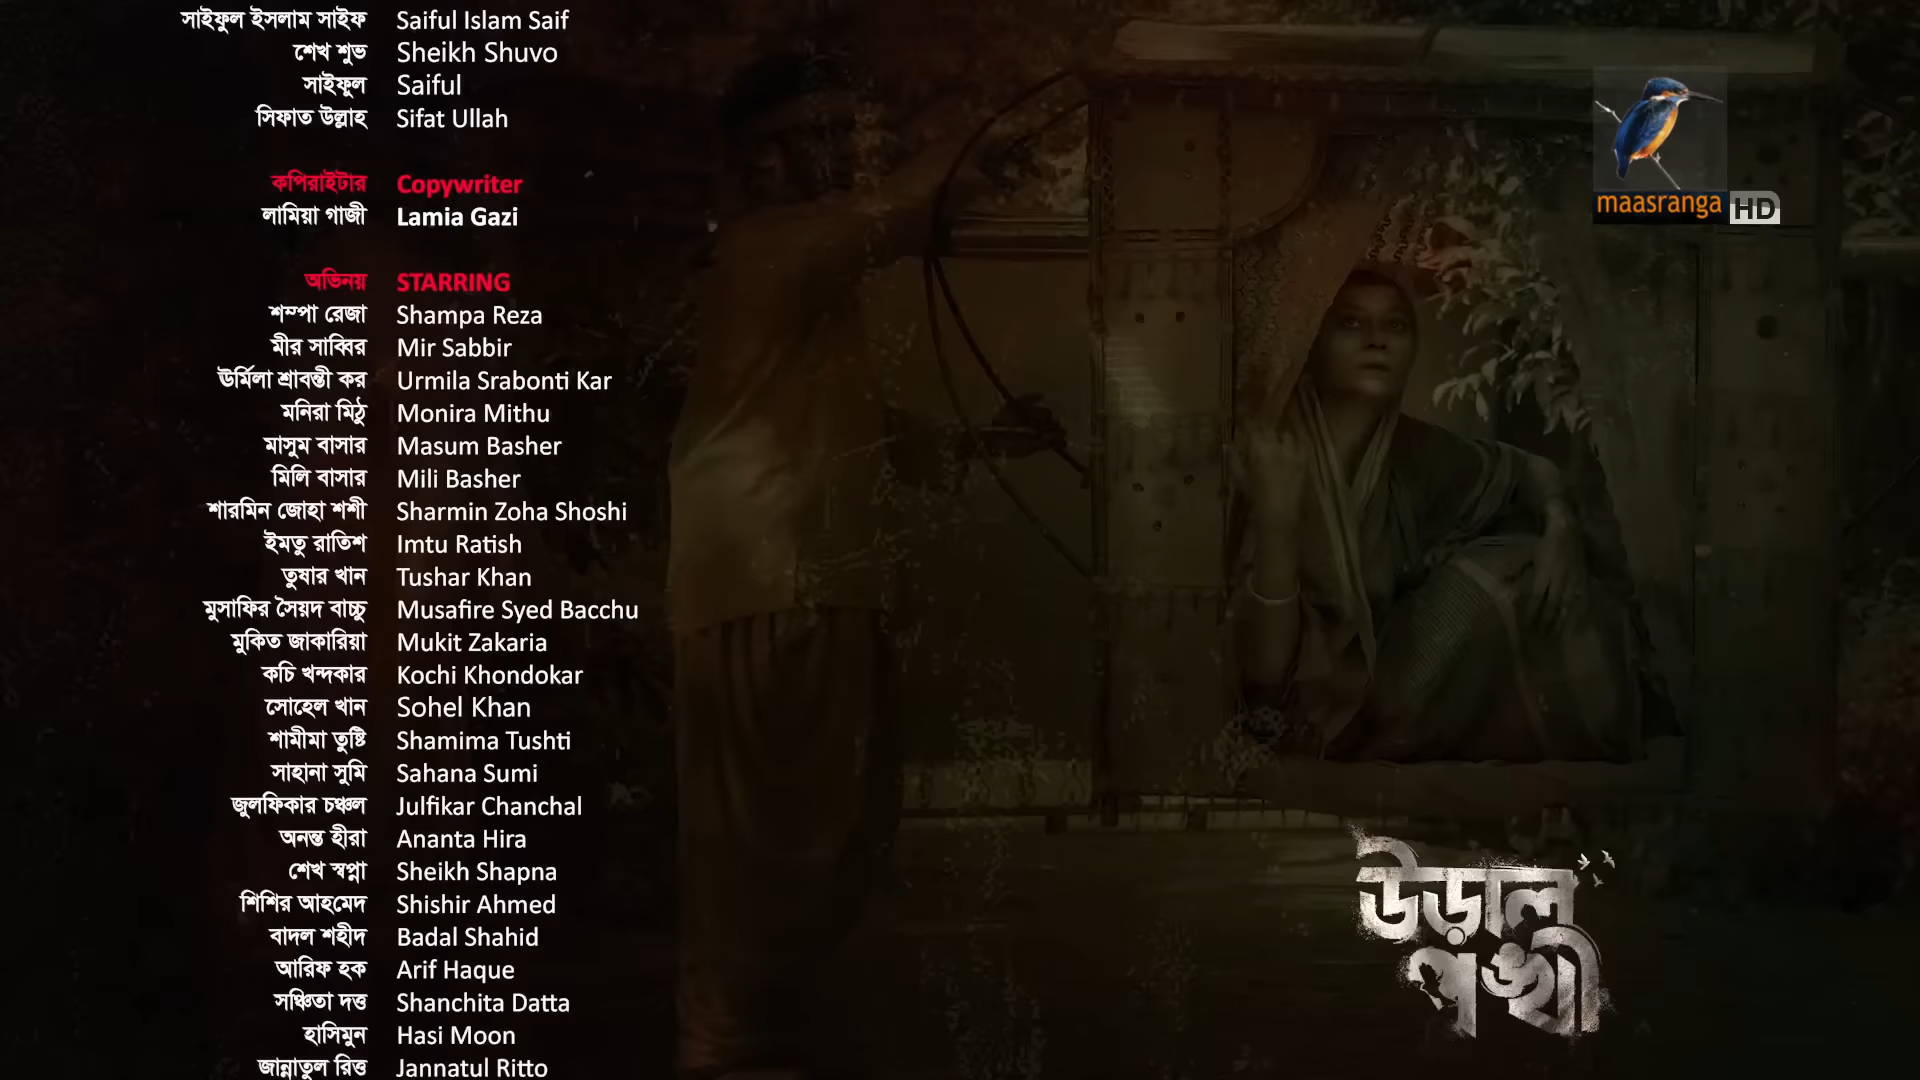 সাইফুল ইসলাম সাইফ Saiful Islam Saif
শেখ শুভ Sheikh Shuvo
সাইফুল Saiful
সিফাত উল্লাহ Sifat Ullah
কপিরাইটার Copywriter
লামিয়া গাজী Lamia Gazi
অভিনয় STARRING
শম্পা রেজা Shampa Reza
মীর সাব্বির Mir Sabbir
ঊর্মিলা শ্রাবন্তী কর Urmila Srabonti Kar
মনিরা মিঠু Monira Mithu
মাসুম বাসার Masum Basher
মিলি বাসার Mili Basher
শারমিন জোহা শশী Sharmin Zoha Shoshi
ইমতু রাতিশ Imtu Ratish
তুষার খান Tushar Khan
মুসাফির সৈয়দ বাচ্চু Musafire Syed Bacchu
মুকিত জাকারিয়া Mukit Zakaria
কচি খন্দকার Kochi Khondokar
সোহেল খান Sohel Khan
শামীমা তুষ্টি Shamima Tushti
সাহানা সুমি Sahana Sumi
জুলফিকার চঞ্চল Julfikar Chanchal
অনন্ত হীরা Ananta Hira
শেখ স্বপ্না Sheikh Shapna
শিশির আহমেদ Shishir Ahmed
বাদল শহীদ Badal Shahid
আরিফ হক Arif Haque
সঞ্চিতা দত্ত Shanchita Datta
হাসিমুন Hasi Moon
জান্নাতুল রিত্ত Jannatul Ritto
maasranga HD
উড়াল
পঙ্খী